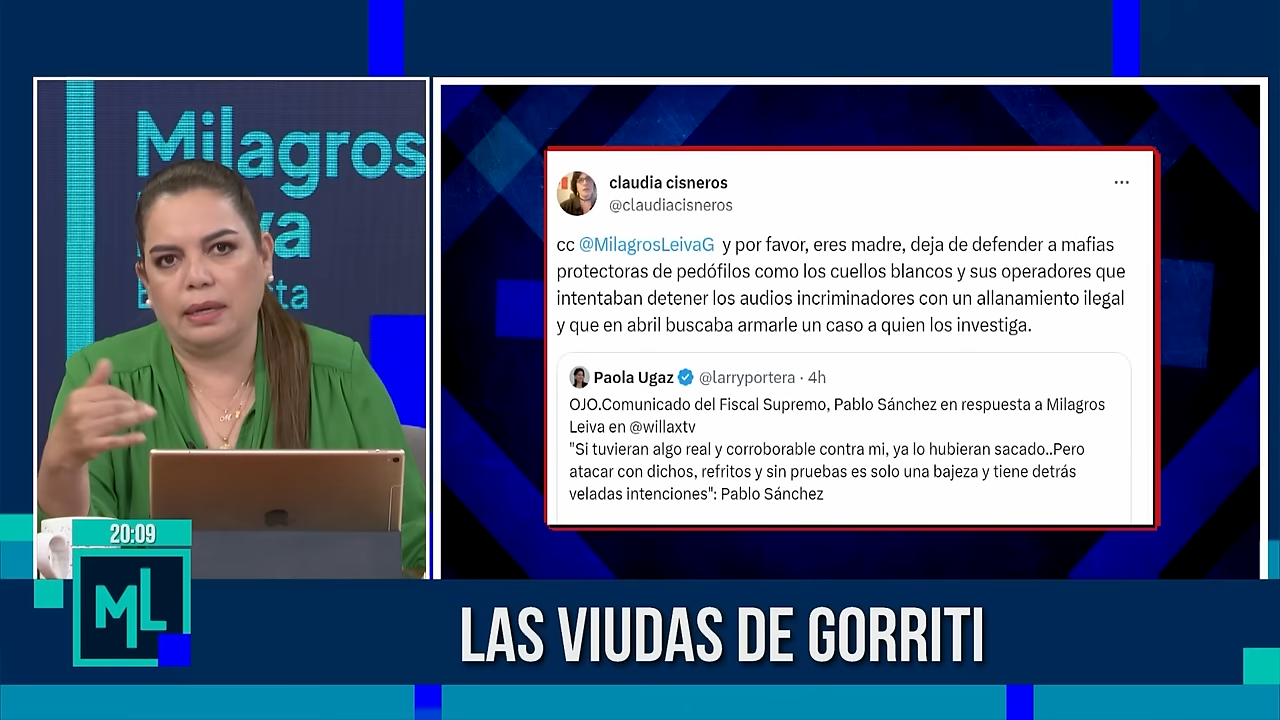 Milagros
claudia cisneros
@claudiacisneros
cc @MilagrosLeivaG y por favor, eres madre, deja de defender a mafias
protectoras de pedófilos como los cuellos blancos y sus operadores que
intentaban detener los audios incriminadores con un allenamiento ilegal
y que en abril buscaba armarle un caso a quien los investiga.
Paola Ugaz @larryportera · 4h
OJO.Comunicado del Fiscal Supremo, Pablo Sánchez en respuesta a Milagros
Leiva en @willaxtv
"Si tuvieran algo real y corroborable contra mi, ya lo hubieran sacado..Pero
atacar con dichos, refritos y sin pruebas es solo una bajeza y tiene detrás
veladas intenciones": Pablo Sánchez
20:09
ML
LAS VIUDAS DE GORRITI